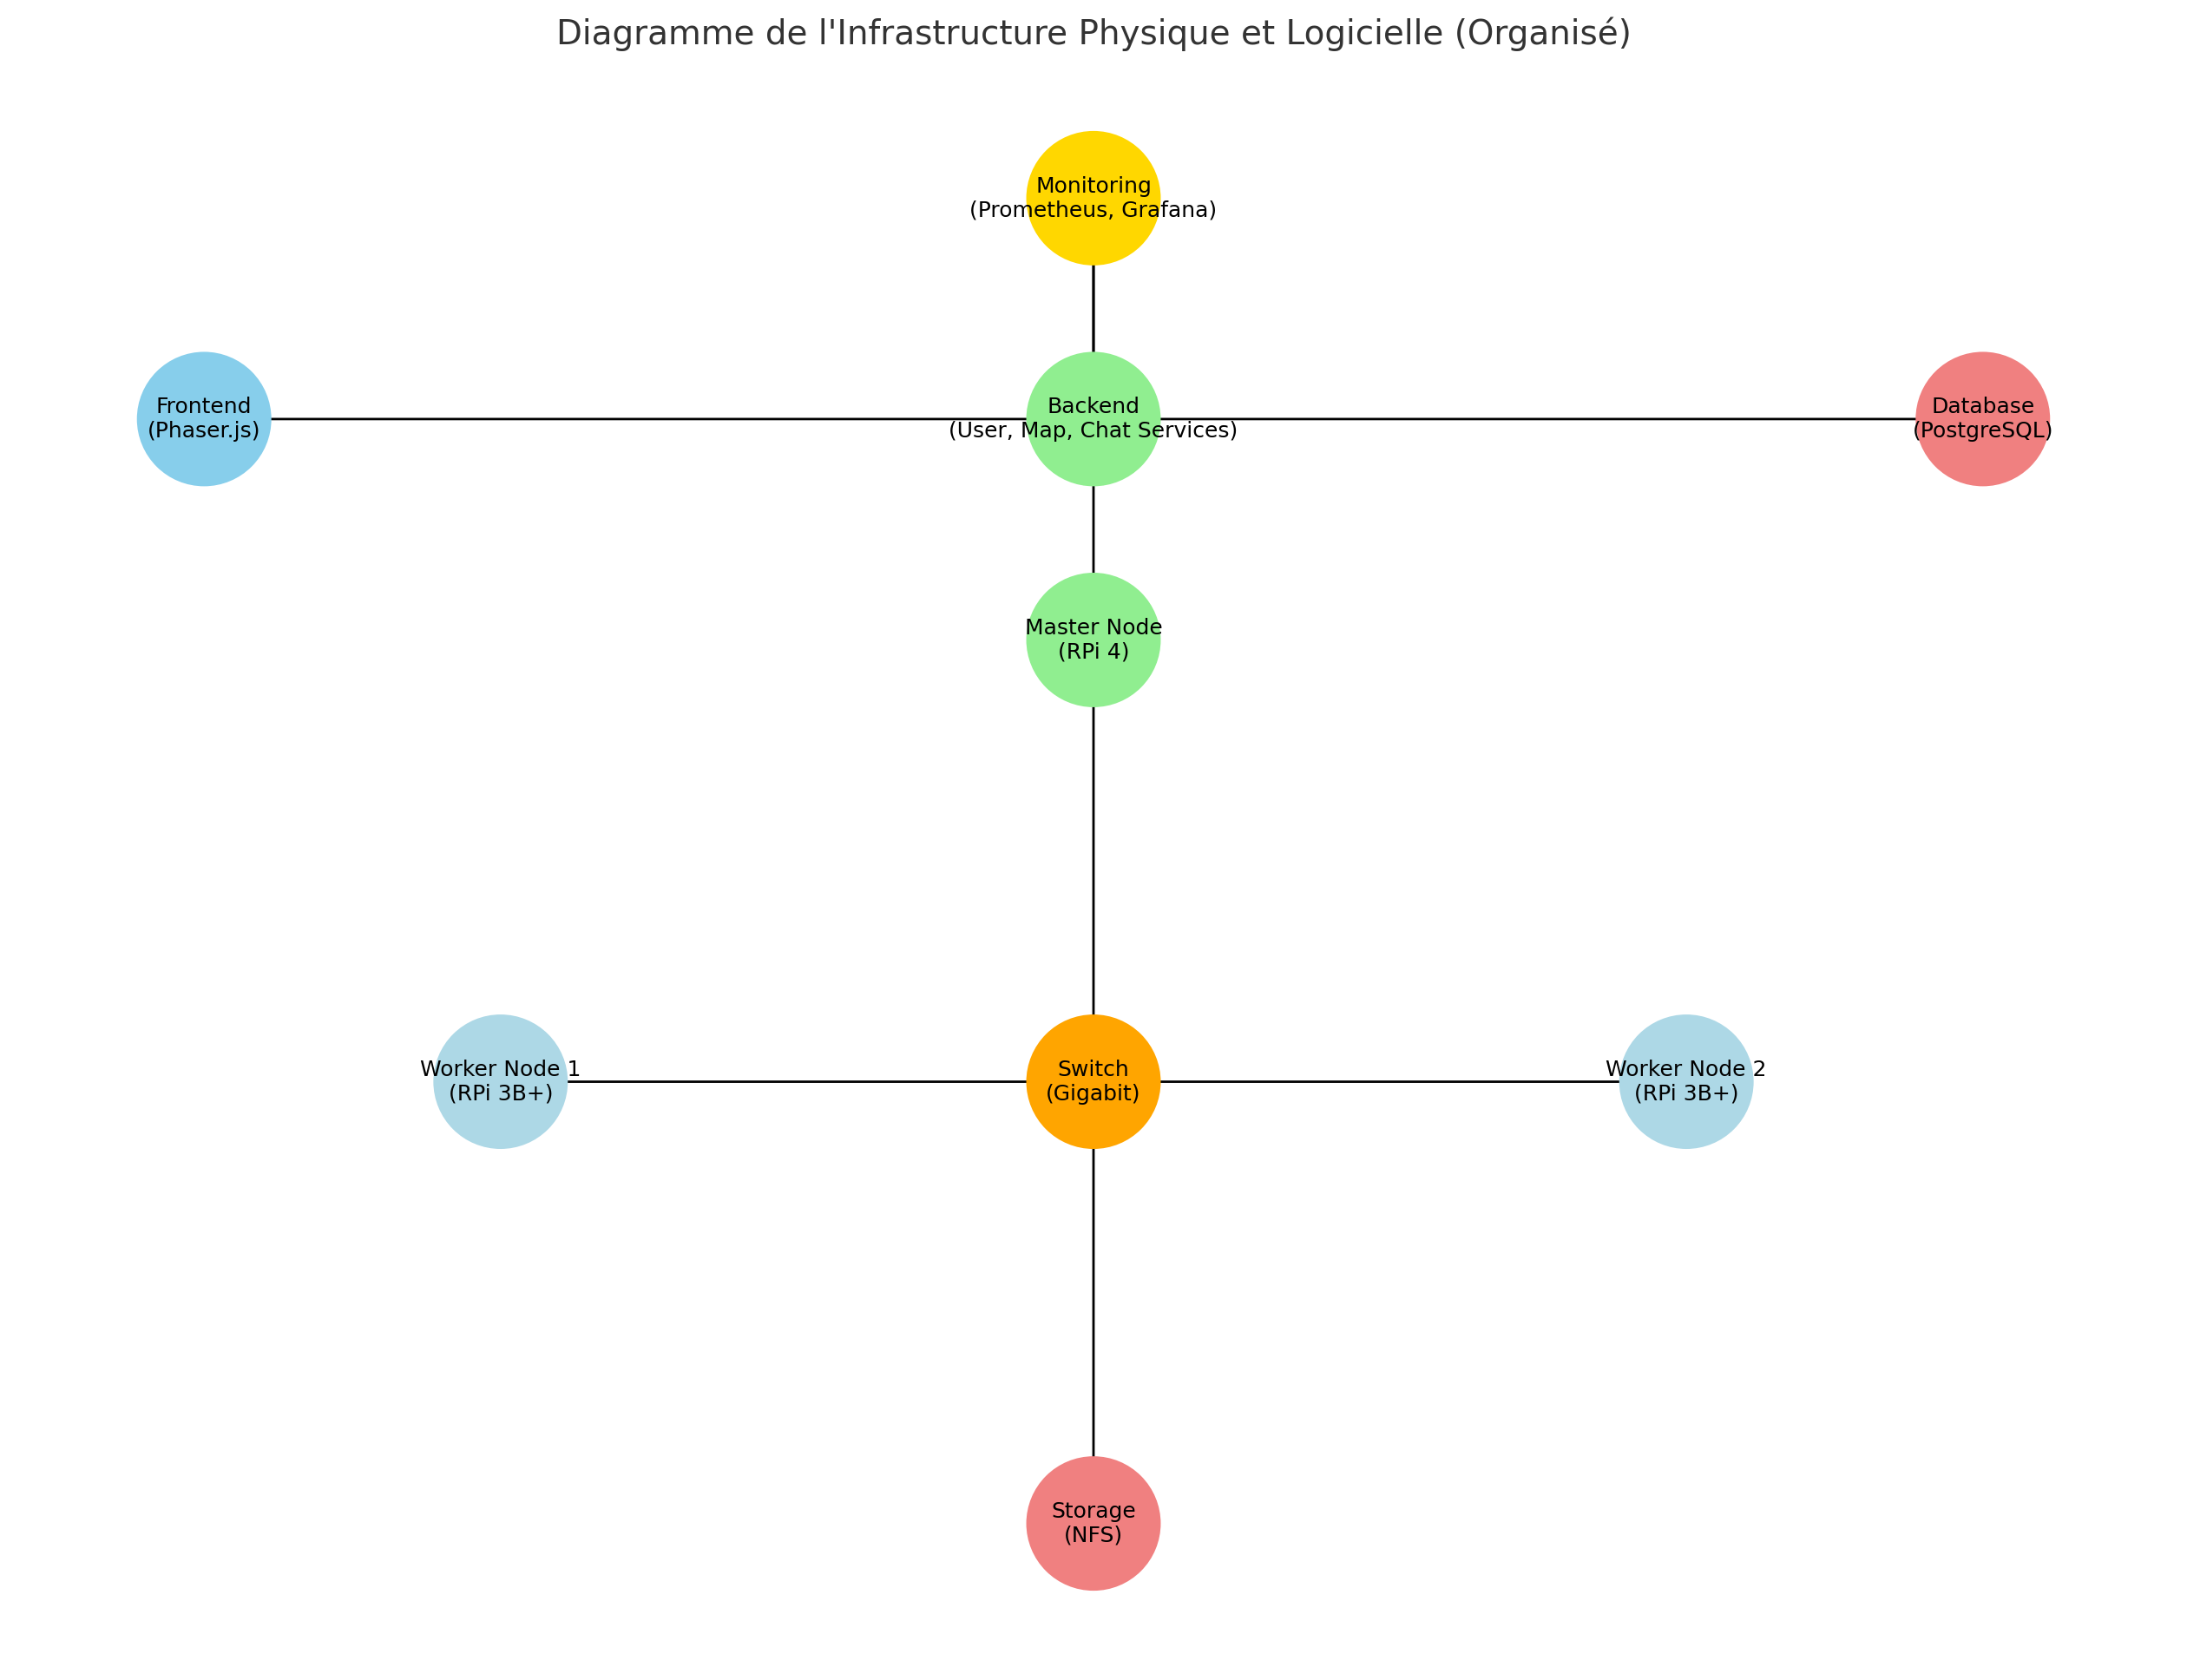 Diagramme de l'Infrastructure Physique et Logicielle (Organisé)
Monitoring
(Prometheus, Grafana)
Frontend
(Phaser.js)
Backend
(User, Map, Chat Services)
Database
(PostgreSQL)
Master Node
(RPi 4)
Worker Node 1
(RPi 3B+)
Switch
(Gigabit)
Worker Node 2
(RPi 3B+)
Storage
(NFS)